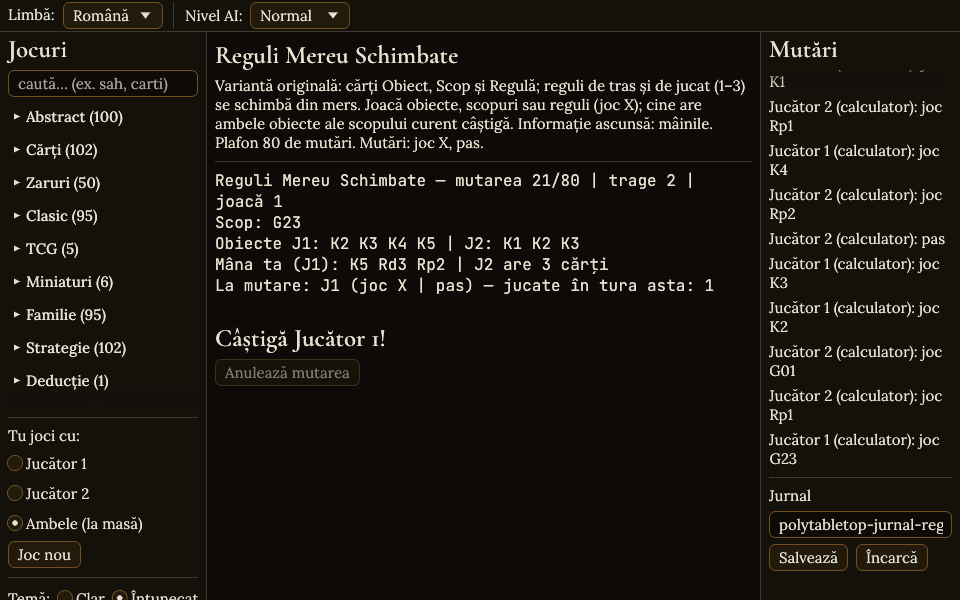 Limbă: Română ▼ Nivel AI: Normal ▼
Jocuri
caută... (ex. sah, carti)
▸ Abstract (100)
▸ Cărți (102)
▸ Zaruri (50)
▸ Clasic (95)
▸ TCG (5)
▸ Miniaturi (6)
▸ Familie (95)
▸ Strategie (102)
▸ Deducție (1)
Tu joci cu:
Jucător 1
Jucător 2
Ambele (la masă)
Joc nou
Temă: Clar Întunecat
Reguli Mereu Schimbate
Variantă originală: cărți Obiect, Scop și Regulă; reguli de tras și de jucat (1–3)
se schimbă din mers. Joacă obiecte, scopuri sau reguli (joc X); cine are
ambele obiecte ale scopului curent câștigă. Informație ascunsă: mâinile.
Plafon 80 de mutări. Mutări: joc X, pas.
Reguli Mereu Schimbate — mutarea 21/80 | trage 2 |
joacă 1
Scop: G23
Obiecte J1: K2 K3 K4 K5 | J2: K1 K2 K3
Mâna ta (J1): K5 Rd3 Rp2 | J2 are 3 cărți
La mutare: J1 (joc X | pas) — jucate în tura asta: 1
Câștigă Jucător 1!
Anulează mutarea
Mutări
Jucător 2 (calculator): joc
K1
Jucător 2 (calculator): joc
Rp1
Jucător 1 (calculator): joc
K4
Jucător 2 (calculator): joc
Rp2
Jucător 2 (calculator): pas
Jucător 1 (calculator): joc
K3
Jucător 1 (calculator): joc
K2
Jucător 2 (calculator): joc
G01
Jucător 2 (calculator): joc
Rp1
Jucător 1 (calculator): joc
G23
Jurnal
polytabletop-jurnal-reg
Salvează Încarcă